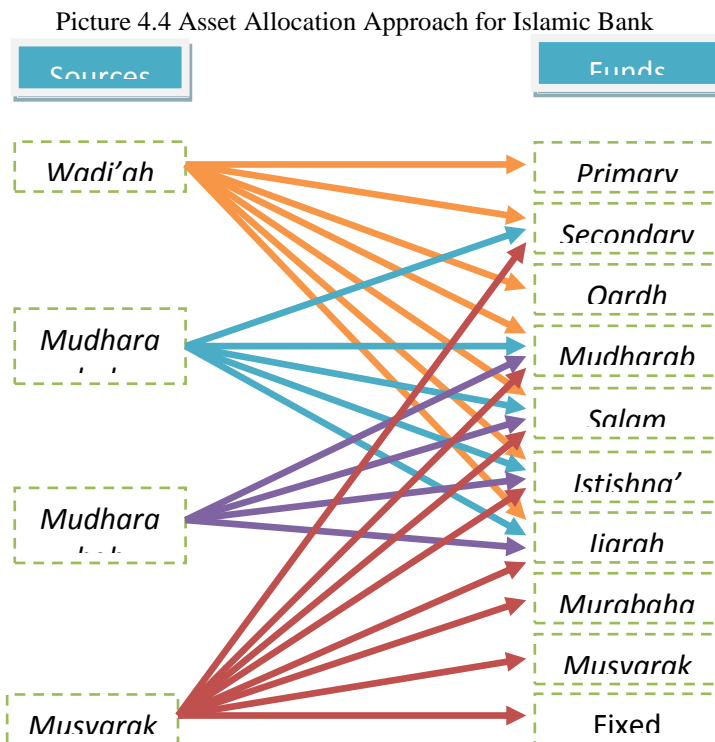 Picture 4.4 Asset Allocation Approach for Islamic Bank
Sources
Funds
Wadi’ah
Primary
Secondary
Qardh
Mudhara
Mudharab
Salam
Istishna’
Mudhara
Ijarah
Murabaha
Musyarak
Musyarak
Fixed